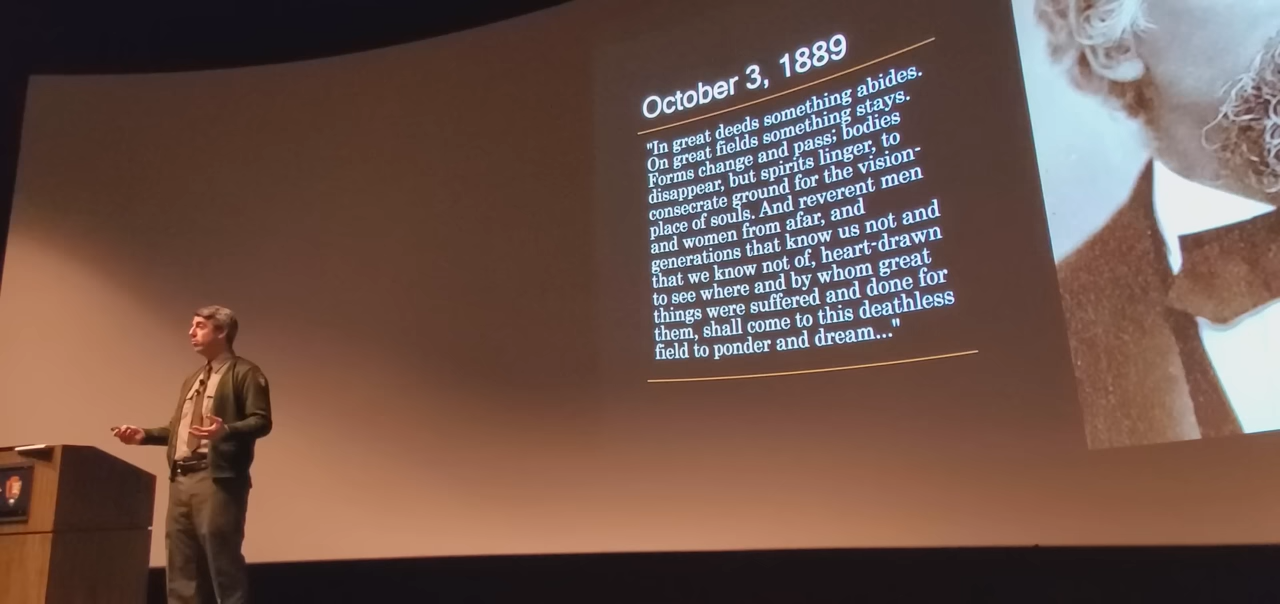 October 3, 1889
"In great deeds something abides.
On great fields something stays.
Forms change and pass; bodies
disappear, but spirits linger, to
consecrate ground for the vision-
place of souls. And reverent men
and women from afar, and
generations that know us not and
that we know not of, heart-drawn
to see where and by whom great
things were suffered and done for
them, shall come to this deathless
field to ponder and dream..."